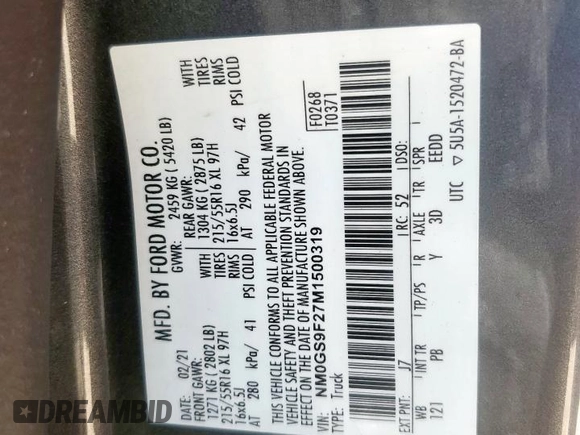 MFD. BY FORD MOTOR CO.
02/21 GVWR: 2459 KG ( 5420 LB)
FRONT GAWR: REAR GAWR:
1271 KG ( 2802 LB) 1304 KG ( 2875 LB) WITH
215/55R16 XL 97H TIRES 215/55R16 XL 97H TIRES
16x6.5J RIMS 16x6.5J RIMS
AT 280 kPa/ 41 PSI COLD AT 290 kPa/ 42 PSI COLD
THIS VEHICLE CONFORMS TO ALL APPLICABLE FEDERAL MOTOR
VEHICLE SAFETY AND THEFT PREVENTION STANDARDS IN
EFFECT ON THE DATE OF MANUFACTURE SHOWN ABOVE.
F0268
T0371
VIN: NM0GS9F27M1500319
TYPE: Truck
EXT PNT: J7 RC: 52 DSO:
WB INT TR TP/PS R AXLE TR SPR
121 PB Y 3D EEDD
UTC ▽ 5U5A-1520472-BA
DREAMBID